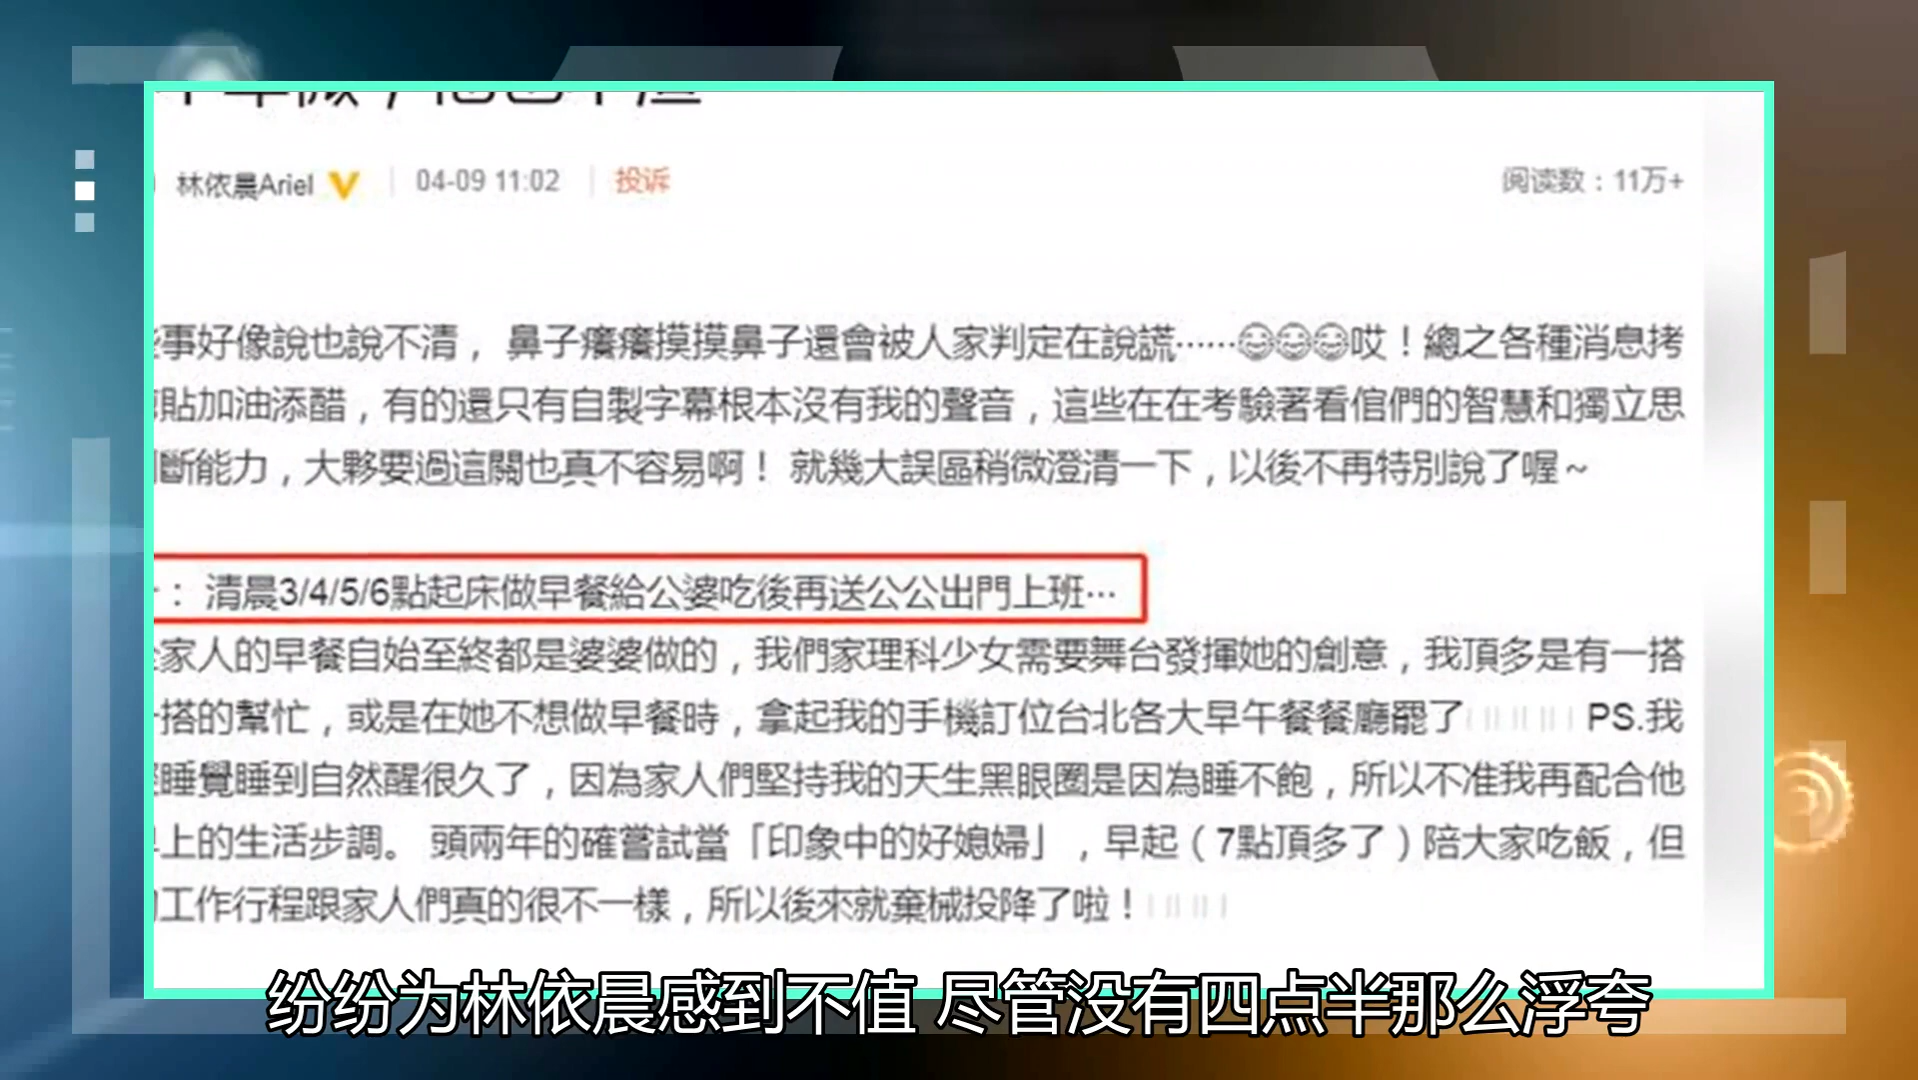 林依晨Ariel 04-09 11:02 投诉 阅读数：11万+
事好像說也說不清， 鼻子癢癢摸摸鼻子還會被人家判定在說謊……😂😂😂哎！總之各種消息拷
貼加油添醋，有的還只有自製字幕根本沒有我的聲音，這些在在考驗著看倌們的智慧和獨立思
斷能力，大夥要過這關也真不容易啊！ 就幾大誤區稍微澄清一下，以後不再特別說了喔~
： 清晨3/4/5/6點起床做早餐給公婆吃後再送公公出門上班…
家人的早餐自始至終都是婆婆做的，我們家理科少女需要舞台發揮她的創意，我頂多是有一搭
搭的幫忙，或是在她不想做早餐時，拿起我的手機訂位台北各大早午餐餐廳罷了 PS.我
睡覺睡到自然醒很久了，因為家人們堅持我的天生黑眼圈是因為睡不飽，所以不准我再配合他
上的生活步調。 頭兩年的確嘗試當「印象中的好媳婦」，早起（7點頂多了）陪大家吃飯，但
工作行程跟家人們真的很不一樣，所以後來就棄械投降了啦！
纷纷为林依晨感到不值 尽管没有四点半那么浮夸